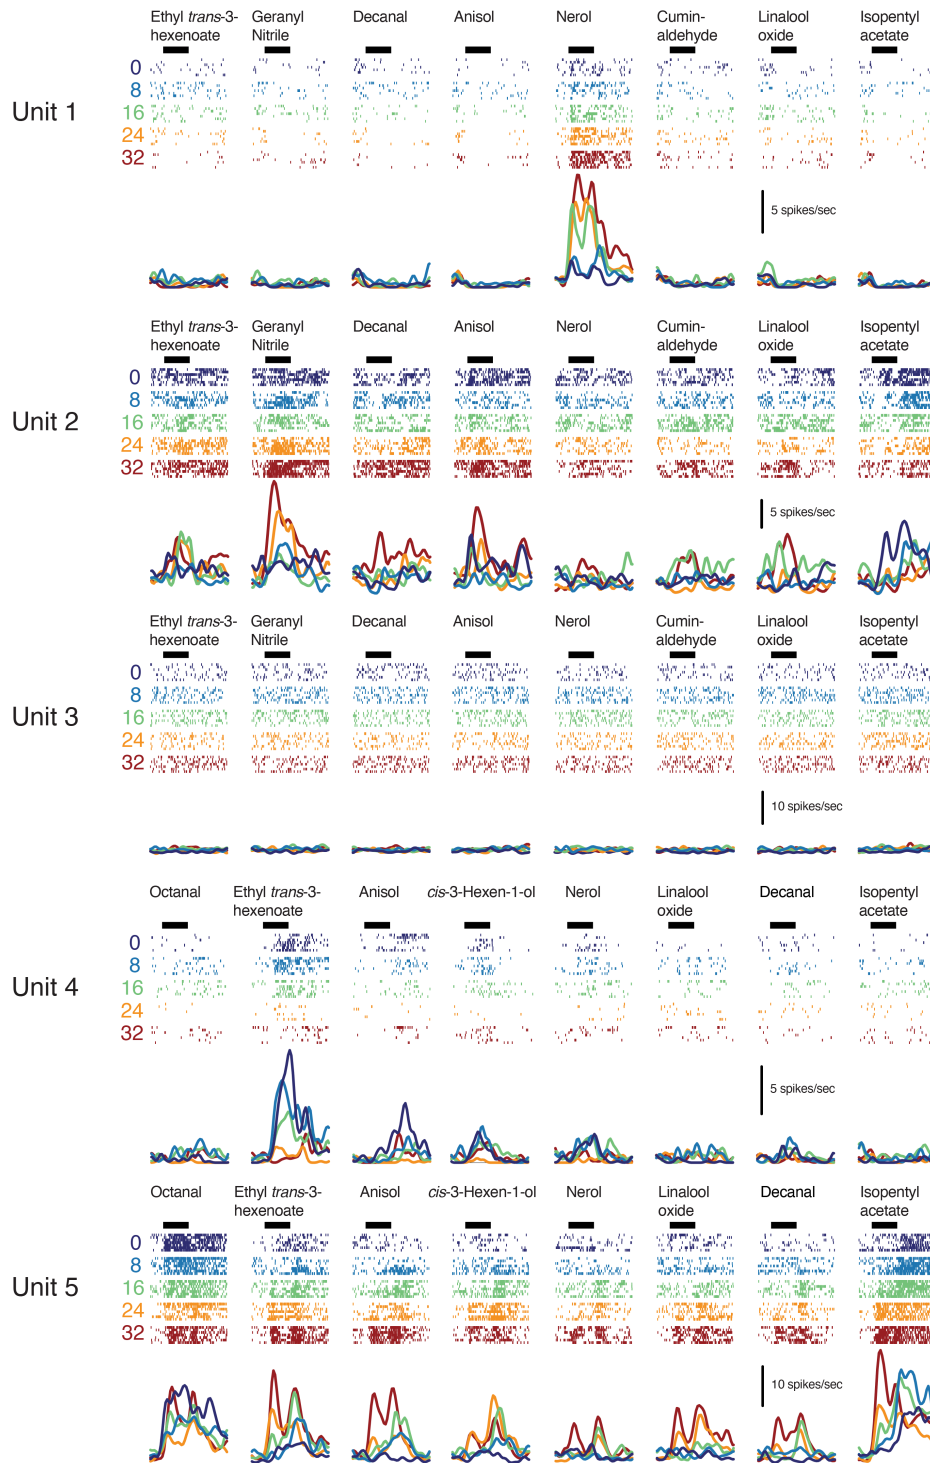 Ethyl trans-3-hexenoate Geranyl Nitrile Decanal Anisol Nerol Cumin-aldehyde Linalool oxide Isopentyl acetate
0
8
Unit 1
16
24
32
5 spikes/sec
Ethyl trans-3-hexenoate Geranyl Nitrile Decanal Anisol Nerol Cumin-aldehyde Linalool oxide Isopentyl acetate
0
8
Unit 2
16
24
32
5 spikes/sec
Ethyl trans-3-hexenoate Geranyl Nitrile Decanal Anisol Nerol Cumin-aldehyde Linalool oxide Isopentyl acetate
0
8
Unit 3
16
24
32
10 spikes/sec
Octanal Ethyl trans-3-hexenoate Anisol cis-3-Hexen-1-ol Nerol Linalool oxide Decanal Isopentyl acetate
0
8
Unit 4
16
24
32
5 spikes/sec
Octanal Ethyl trans-3-hexenoate Anisol cis-3-Hexen-1-ol Nerol Linalool oxide Decanal Isopentyl acetate
0
8
Unit 5
16
24
32
10 spikes/sec